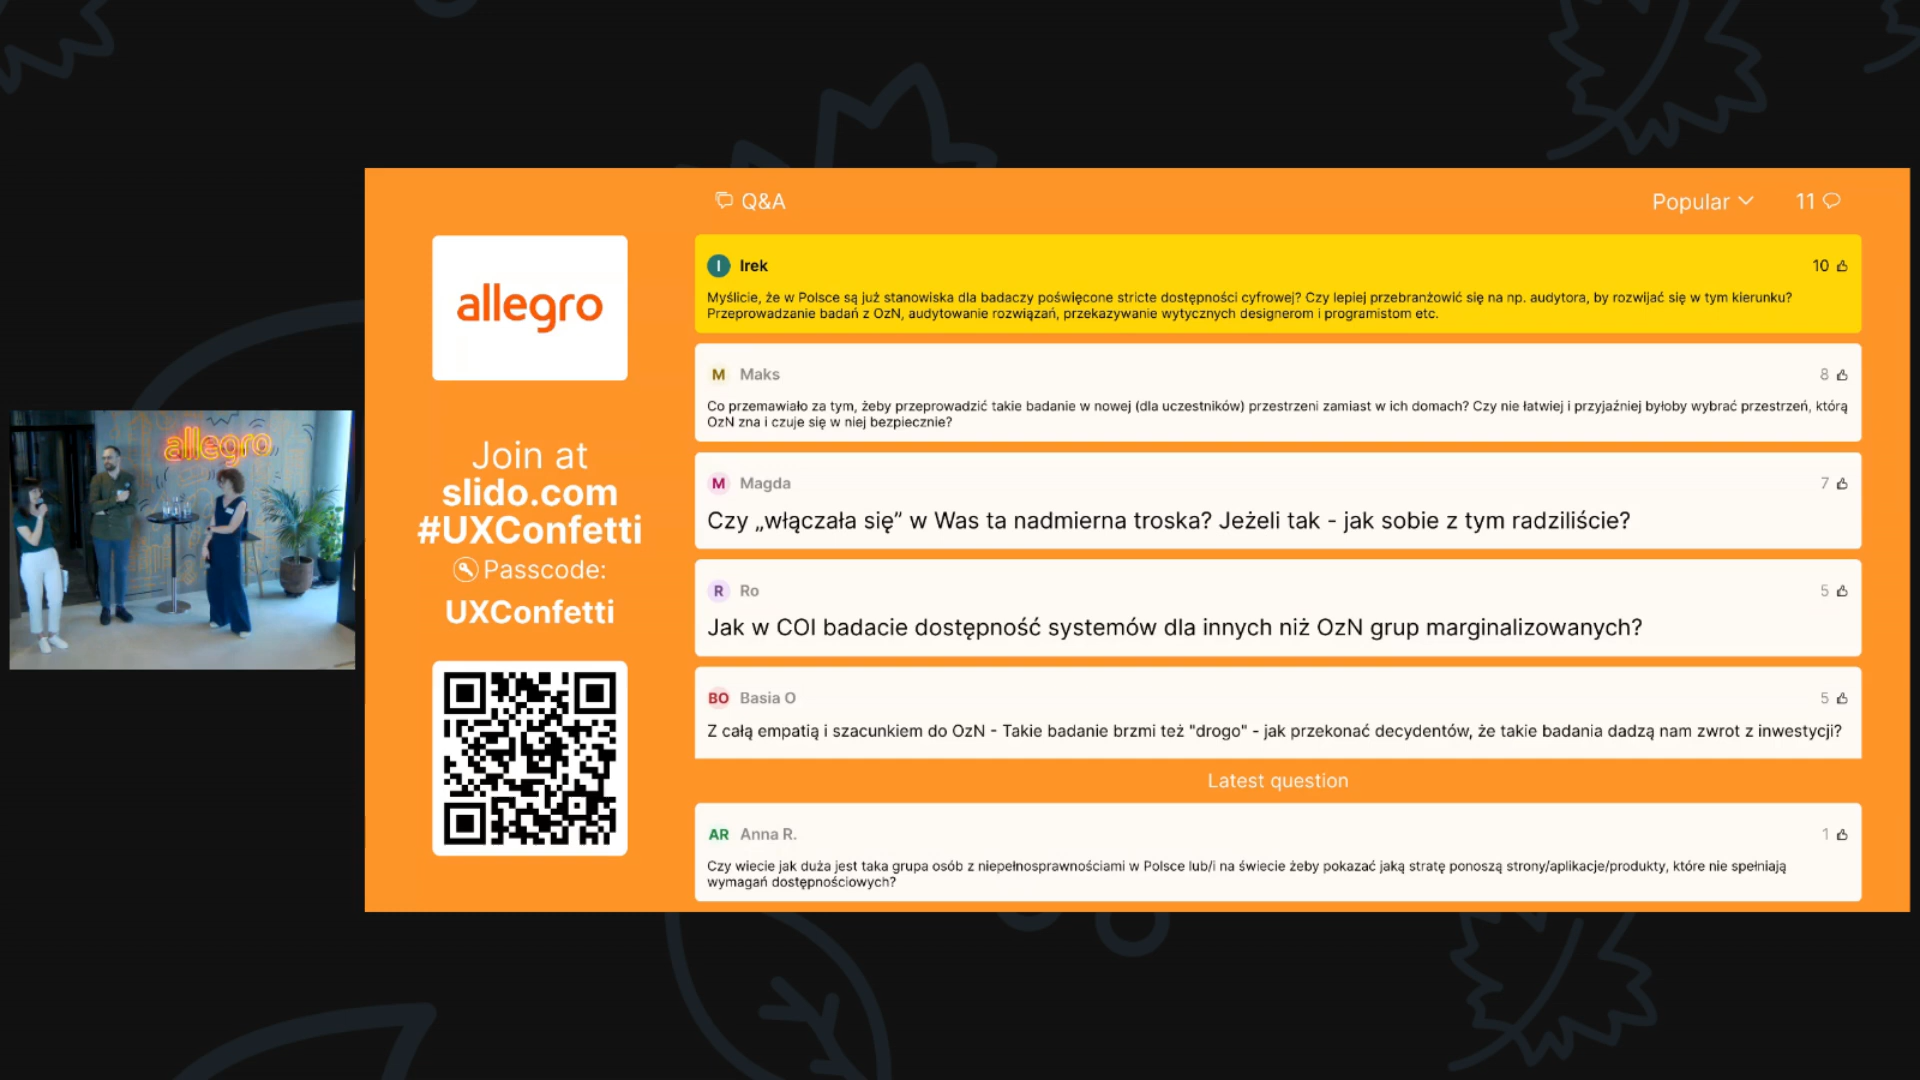 allegro
allegro
Join at
slido.com
#UXConfetti
Passcode:
UXConfetti
Q&A
Popular
11
I Irek
10
Myślicie, że w Polsce są już stanowiska dla badaczy poświęcone stricte dostępności cyfrowej? Czy lepiej przebranżowić się na np. audytora, by rozwijać się w tym kierunku?
Przeprowadzanie badań z OzN, audytowanie rozwiązań, przekazywanie wytycznych designerom i programistom etc.
M Maks
8
Co przemawiało za tym, żeby przeprowadzić takie badanie w nowej (dla uczestników) przestrzeni zamiast w ich domach? Czy nie łatwiej i przyjaźniej byłoby wybrać przestrzeń, którą
OzN zna i czuje się w niej bezpiecznie?
M Magda
7
Czy „włączała się” w Was ta nadmierna troska? Jeżeli tak - jak sobie z tym radziliście?
R Ro
5
Jak w COI badacie dostępność systemów dla innych niż OzN grup marginalizowanych?
BO Basia O
5
Z całą empatią i szacunkiem do OzN - Takie badanie brzmi też "drogo" - jak przekonać decydentów, że takie badania dadzą nam zwrot z inwestycji?
Latest question
AR Anna R.
1
Czy wiecie jak duża jest taka grupa osób z niepełnosprawnościami w Polsce lub/i na świecie żeby pokazać jaką stratę ponoszą strony/aplikacje/produkty, które nie spełniają
wymagań dostępnościowych?